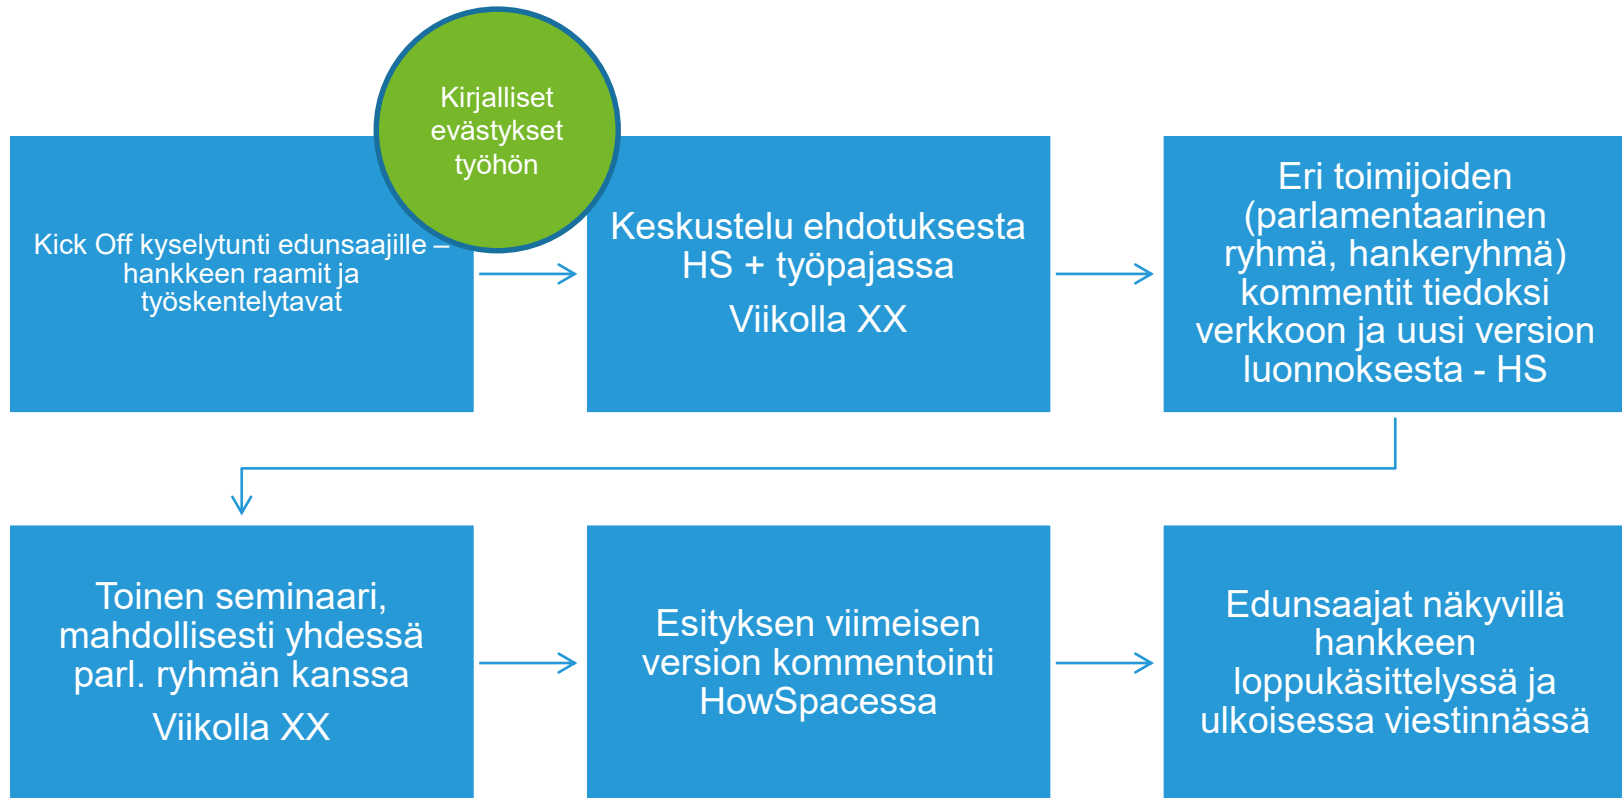 Kirjalliset
evästykset
työhön
Kick Off kyselytunti edunsaajille –
hankkeen raamit ja
työskentelytavat
Keskustelu ehdotuksesta
HS + työpajassa
Viikolla XX
Eri toimijoiden
(parlamentaarinen
ryhmä, hankeryhmä)
kommentit tiedoksi
verkkoon ja uusi version
luonnoksesta - HS
Toinen seminaari,
mahdollisesti yhdessä
parl. ryhmän kanssa
Viikolla XX
Esityksen viimeisen
version kommentointi
HowSpacessa
Edunsaajat näkyvillä
hankkeen
loppukäsittelyssä ja
ulkoisessa viestinnässä